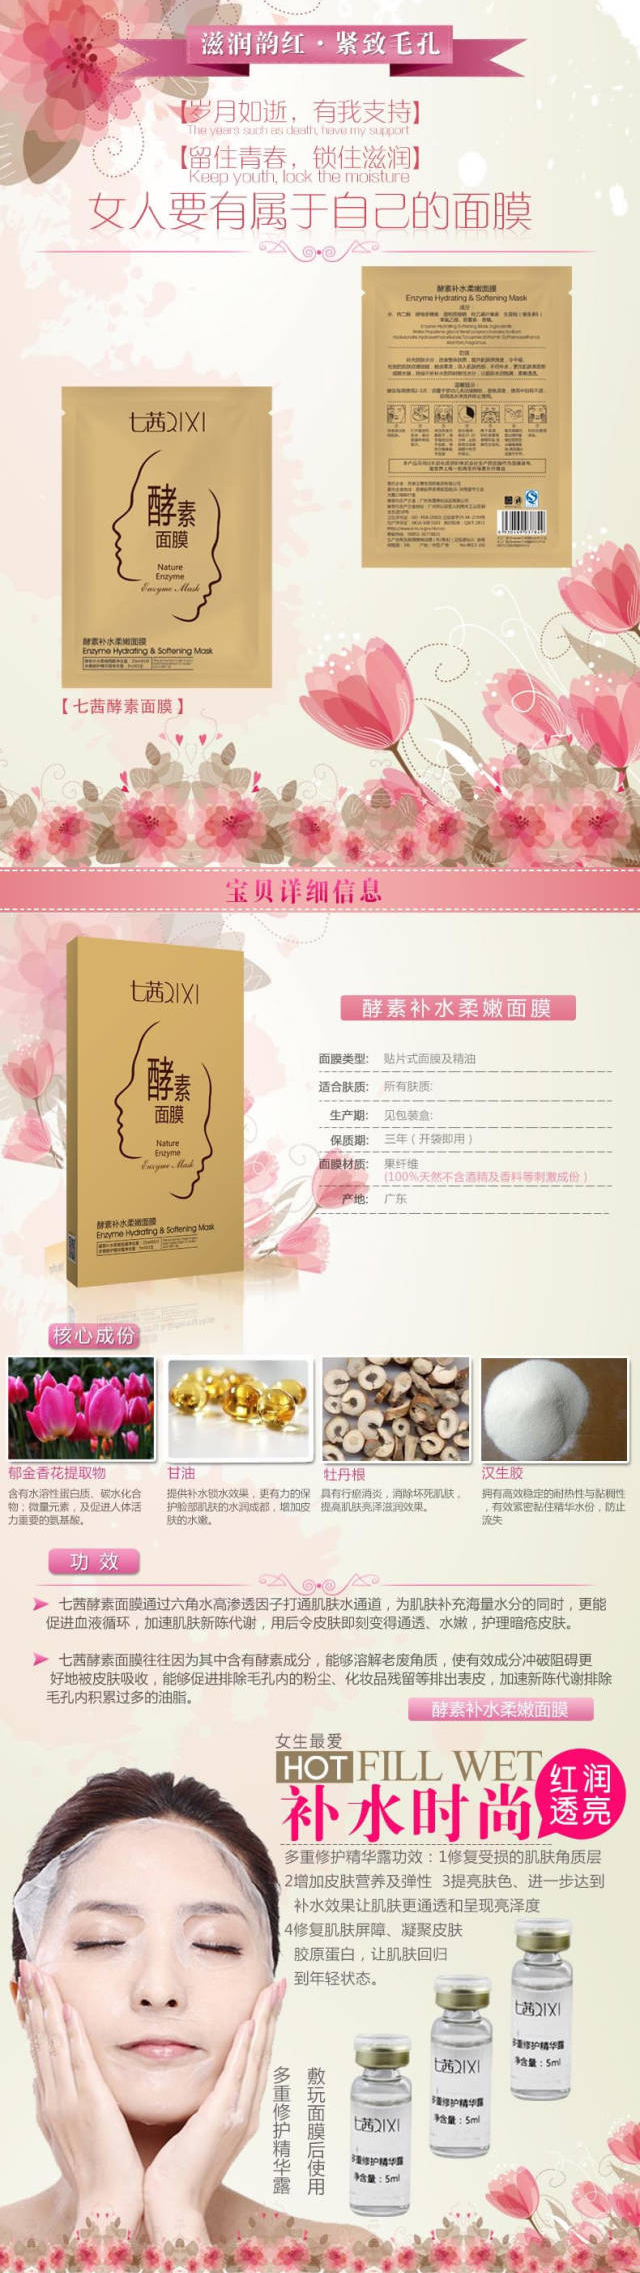 滋润韵红·紧致毛孔
【岁月如逝，有我支持】
The years such as death, have my support
【留住青春，锁住滋润】
Keep youth, lock the moisture
女人要有属于自己的面膜
酵素补水柔嫩面膜
Enzyme Hydrating & Softening Mask
七茜QIXI
酵素
面膜
Nature
Enzyme
Enzyme Mask
酵素补水柔嫩面膜
Enzyme Hydrating & Softening Mask
【七茜酵素面膜】
宝贝详细信息
七茜QIXI
酵素
面膜
Nature
Enzyme
Enzyme Mask
酵素补水柔嫩面膜
Enzyme Hydrating & Softening Mask
酵素补水柔嫩面膜
面膜类型: 贴片式面膜及精油
适合肤质: 所有肤质:
生产期: 见包装盒:
保质期: 三年（开袋即用）
面膜材质: 果纤维
(100%天然不含酒精及香料等刺激成份）
产地: 广东
核心成份
郁金香花提取物
含有水溶性蛋白质、碳水化合
物；微量元素，及促进人体活
力重要的氨基酸。
甘油
提供补水锁水效果，更有力的保
护脸部肌肤的水润成都，增加皮
肤的水嫩。
牡丹根
具有行瘀消炎，消除坏死肌肤，
提高肌肤亮泽滋润效果。
汉生胶
拥有高效稳定的耐热性与黏稠性
，有效紧密黏住精华水份，防止
流失
功 效
七茜酵素面膜通过六角水高渗透因子打通肌肤水通道，为肌肤补充海量水分的同时，更能
促进血液循环，加速肌肤新陈代谢，用后令皮肤即刻变得通透、水嫩，护理暗疮皮肤。
七茜酵素面膜往往因为其中含有酵素成分，能够溶解老废角质，使有效成分冲破阻碍更
好地被皮肤吸收，能够促进排除毛孔内的粉尘、化妆品残留等排出表皮，加速新陈代谢排除
毛孔内积累过多的油脂。
酵素补水柔嫩面膜
女生最爱
HOT FILL WET
补水时尚
红润
透亮
多重修护精华露功效：1修复受损的肌肤角质层
2增加皮肤营养及弹性 3提亮肤色、进一步达到
补水效果让肌肤更通透和呈现亮泽度
4修复肌肤屏障、凝聚皮肤
胶原蛋白，让肌肤回归
到年轻状态。
七茜QIXI
多重修护精华露
净含量：5ml
七茜QIXI
多重修护精华露
净含量：5ml
七茜QIXI
多重修护精华露
净含量：5ml
敷玩面膜后使用
多重修护精华露